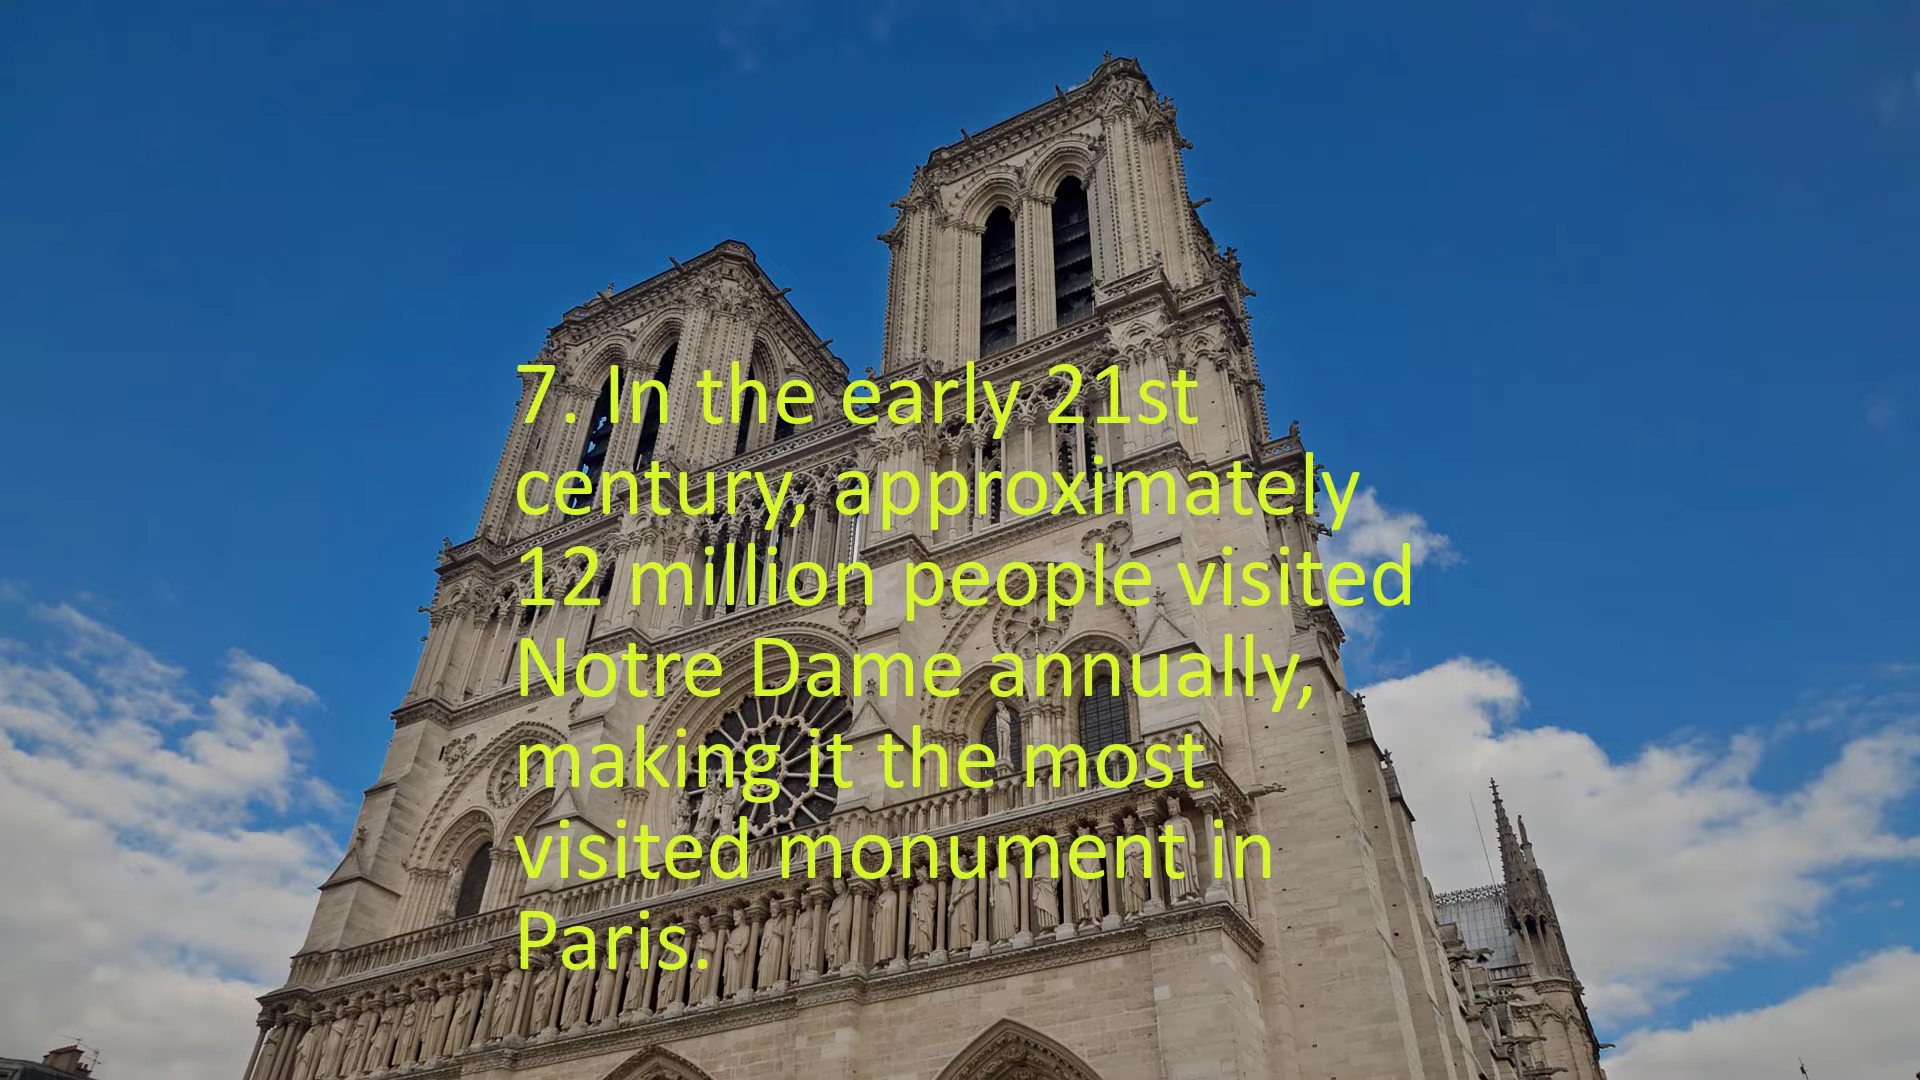 7. In the early 21st
century, approximately
12 million people visited
Notre Dame annually,
making it the most
visited monument in
Paris.